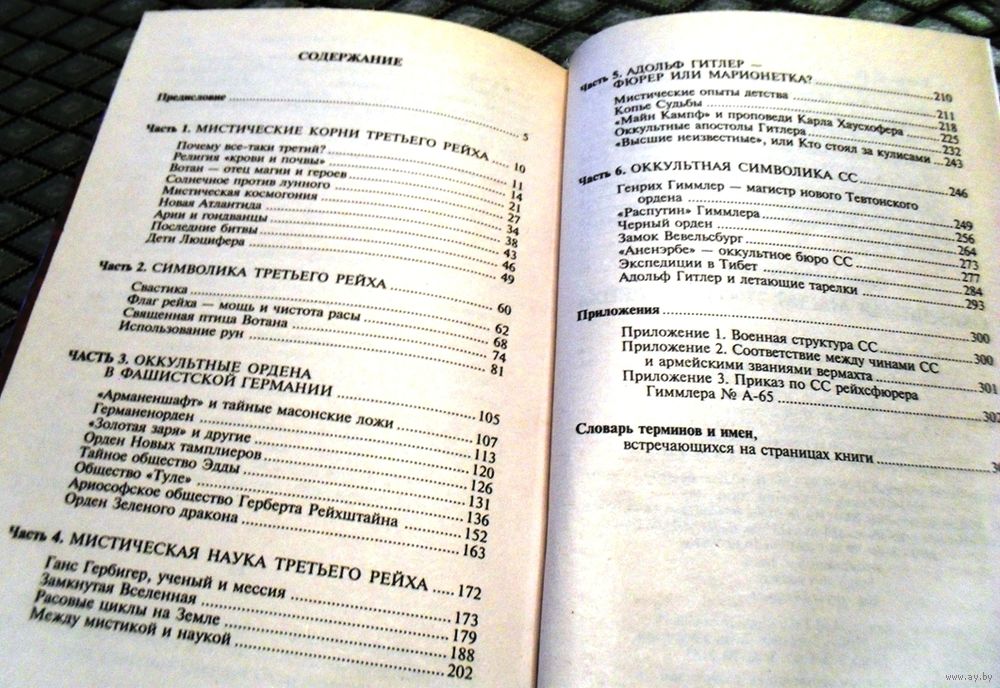 СОДЕРЖАНИЕ
Предисловие ........ 5
Часть 1. МИСТИЧЕСКИЕ КОРНИ ТРЕТЬЕГО РЕЙХА ........ 10
Почему все-таки третий? ........ 11
Религия «крови и почвы» ........ 14
Вотан — отец магии и героев ........ 21
Солнечное против лунного ........ 27
Мистическая космогония ........ 34
Новая Атлантида ........ 38
Арии и гондванцы ........ 43
Последние битвы ........ 46
Дети Люцифера ........ 49
Часть 2. СИМВОЛИКА ТРЕТЬЕГО РЕЙХА ........ 60
Свастика ........ 62
Флаг рейха — мощь и чистота расы ........ 68
Священная птица Вотана ........ 74
Использование рун ........ 81
ЧАСТЬ 3. ОККУЛЬТНЫЕ ОРДЕНА
В ФАШИСТСКОЙ ГЕРМАНИИ ........ 105
«Арманеншафт» и тайные масонские ложи ........ 107
Германенорден ........ 113
«Золотая заря» и другие ........ 120
Орден Новых тамплиеров ........ 126
Тайное общество Эдды ........ 131
Общество «Туле» ........ 136
Ариософское общество Герберта Рейхштайна ........ 152
Орден Зеленого дракона ........ 163
Часть 4. МИСТИЧЕСКАЯ НАУКА ТРЕТЬЕГО РЕЙХА ..... 172
Ганс Гербигер, ученый и мессия ........ 173
Замкнутая Вселенная ........ 179
Расовые циклы на Земле ........ 188
Между мистикой и наукой ........ 202
Часть 5. АДОЛЬФ ГИТЛЕР —
ФЮРЕР ИЛИ МАРИОНЕТКА? ........ 210
Мистические опыты детства ........ 211
Копье Судьбы ........ 218
«Майн Кампф» и проповеди Карла Хаусхофера ........ 225
Оккультные апостолы Гитлера ........ 232
«Высшие неизвестные», или Кто стоял за кулисами .... 243
Часть 6. ОККУЛЬТНАЯ СИМВОЛИКА СС ........ 246
Генрих Гиммлер — магистр нового Тевтонского
ордена ........ 249
«Распутин» Гиммлера ........ 256
Черный орден ........ 264
Замок Вевельсбург ........ 273
«Аненэрбе» — оккультное бюро СС ........ 277
Экспедиции в Тибет ........ 284
Адольф Гитлер и летающие тарелки ........ 293
Приложения ........ 300
Приложение 1. Военная структура СС ........ 300
Приложение 2. Соответствие между чинами СС
и армейскими званиями вермахта ........ 301
Приложение 3. Приказ по СС рейхсфюрера
Гиммлера № А-65 ........
Словарь терминов и имен,
встречающихся на страницах книги ........
www.ay.by